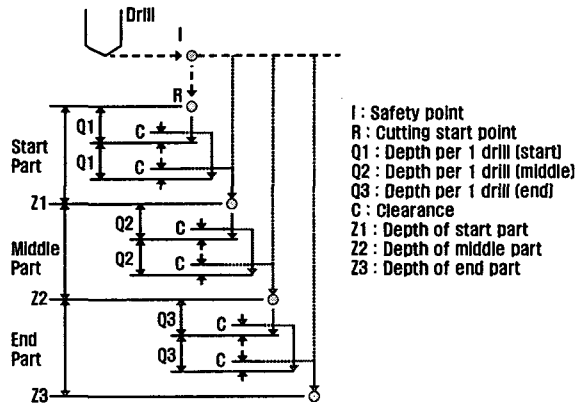 Drill
I
R
Q1
C
Start
Part
Q1
C
Z1
Q2
C
Middle
Part
Q2
C
Z2
Q3
C
End
Part
Q3
C
Z3
I : Safety point
R : Cutting start point
Q1 : Depth per 1 drill (start)
Q2 : Depth per 1 drill (middle)
Q3 : Depth per 1 drill (end)
C : Clearance
Z1 : Depth of start part
Z2 : Depth of middle part
Z3 : Depth of end part